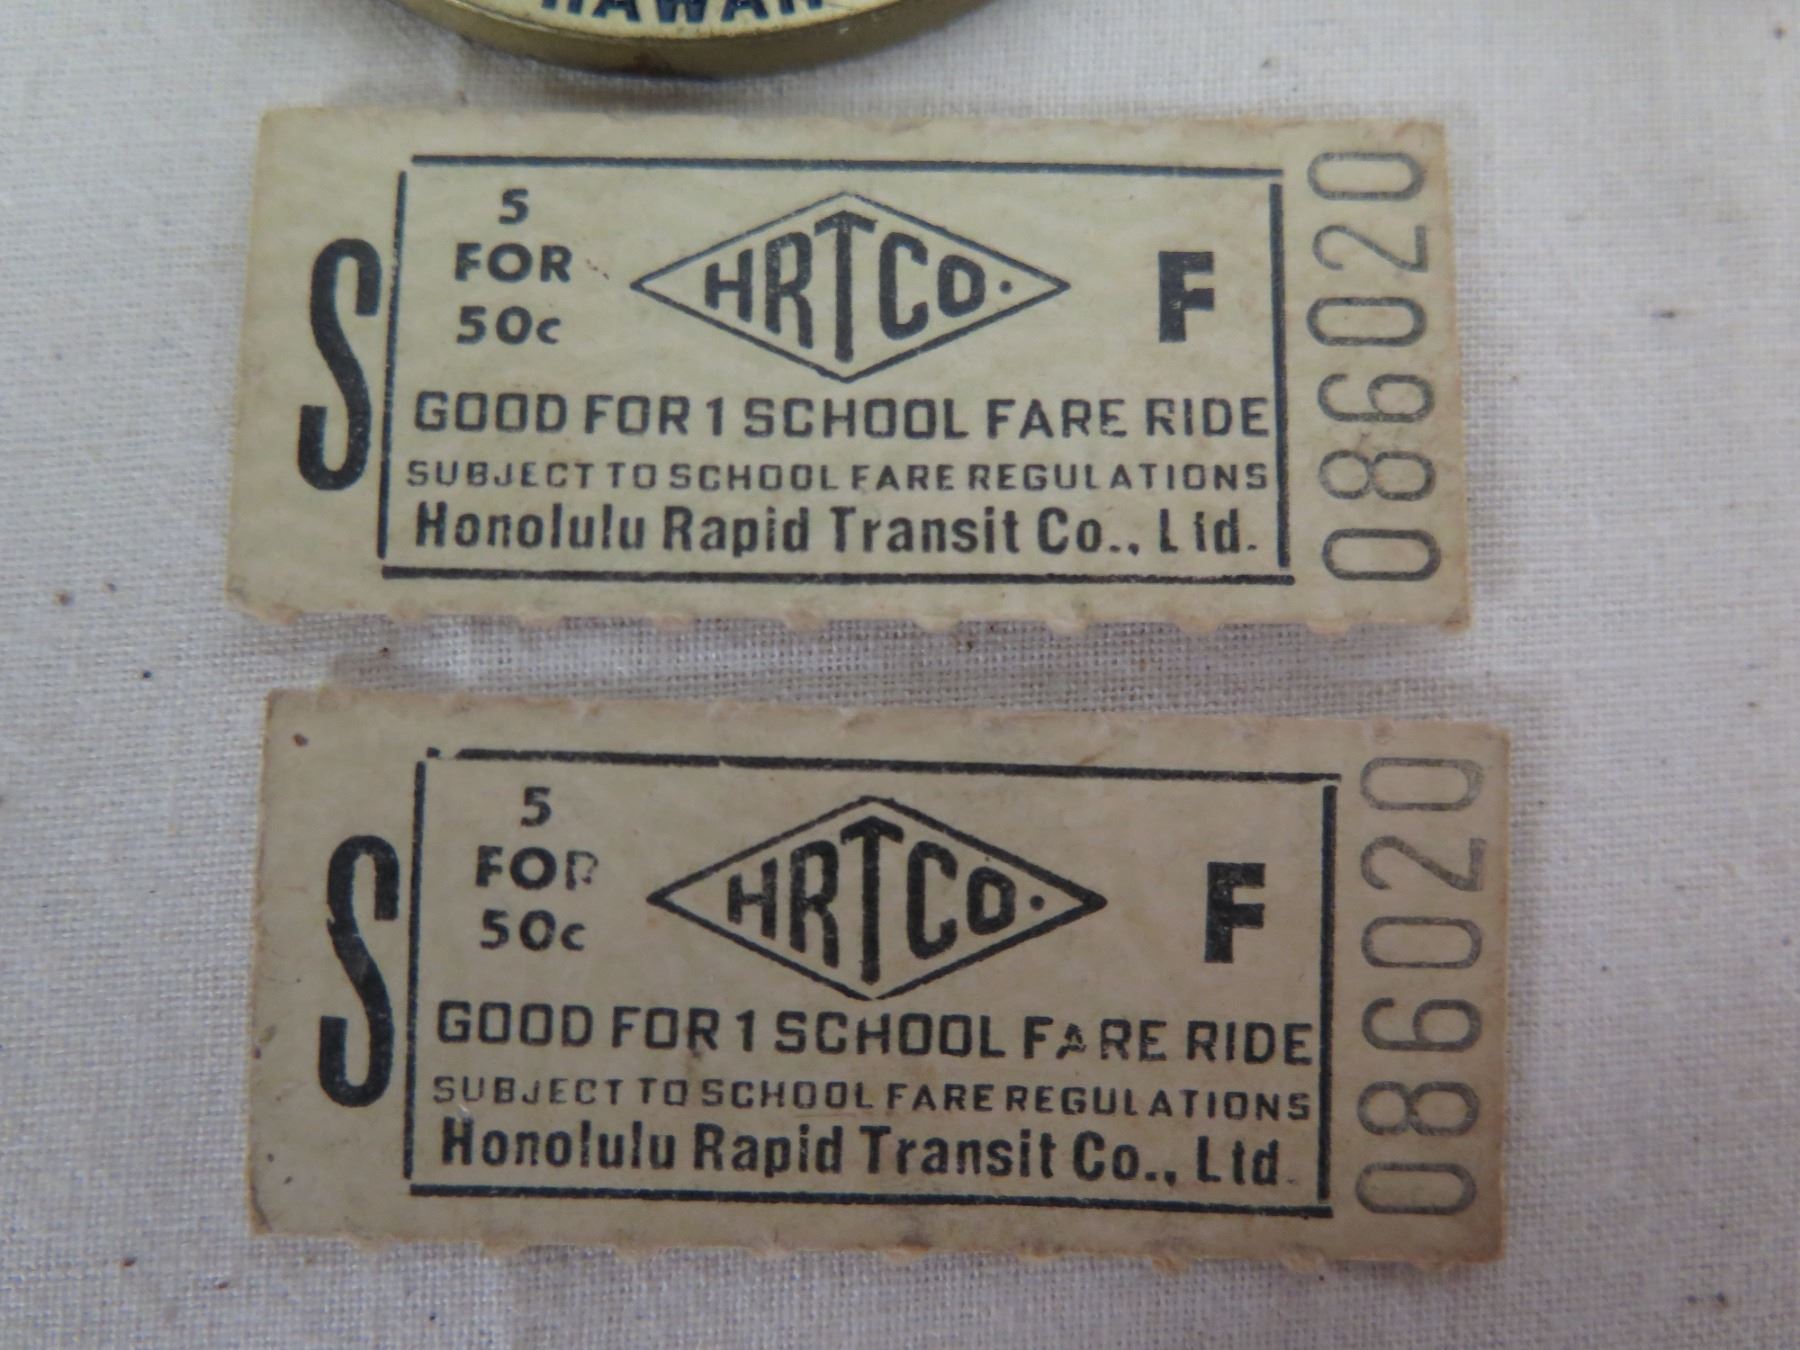 HAWAII
S
5
FOR
50c
HRTCO.
F
GOOD FOR 1 SCHOOL FARE RIDE
SUBJECT TO SCHOOL FARE REGULATIONS
Honolulu Rapid Transit Co., Ltd.
086020
S
5
FOR
50c
HRTCO.
F
GOOD FOR 1 SCHOOL FARE RIDE
SUBJECT TO SCHOOL FARE REGULATIONS
Honolulu Rapid Transit Co., Ltd.
086020